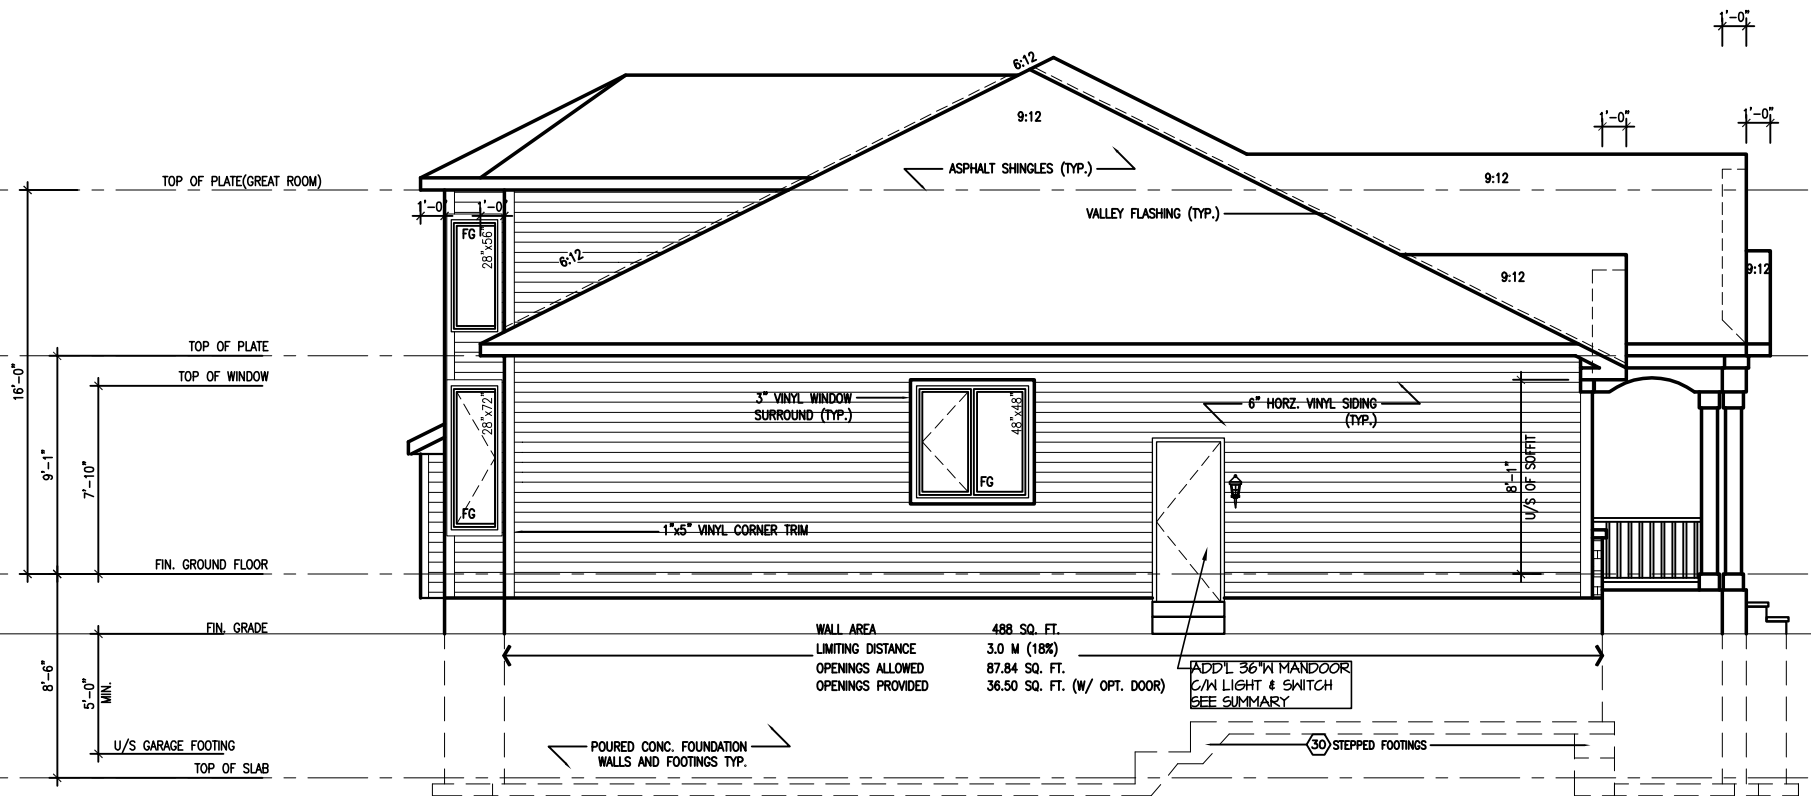 1'-0"
6:12
9:12
1'-0"
1'-0"
ASPHALT SHINGLES (TYP.)
TOP OF PLATE(GREAT ROOM)
9:12
1'-0"
1'-0"
VALLEY FLASHING (TYP.)
FG
28"x56"
6:12
9:12
9:12
TOP OF PLATE
TOP OF WINDOW
16'-0"
9'-1"
7'-10"
28"x72"
FG
3" VINYL WINDOW
SURROUND (TYP.)
48"x48"
FG
6" HORZ. VINYL SIDING
(TYP.)
8'-1"
U/S OF SOFFIT
1"x5" VINYL CORNER TRIM
FIN. GROUND FLOOR
FIN. GRADE
WALL AREA 488 SQ. FT.
LIMITING DISTANCE 3.0 M (18%)
OPENINGS ALLOWED 87.84 SQ. FT.
OPENINGS PROVIDED 36.50 SQ. FT. (W/ OPT. DOOR)
ADD'L 36"W MANDOOR
C/W LIGHT & SWITCH
SEE SUMMARY
8'-6"
5'-0"
MIN.
U/S GARAGE FOOTING
TOP OF SLAB
POURED CONC. FOUNDATION
WALLS AND FOOTINGS TYP.
30 STEPPED FOOTINGS